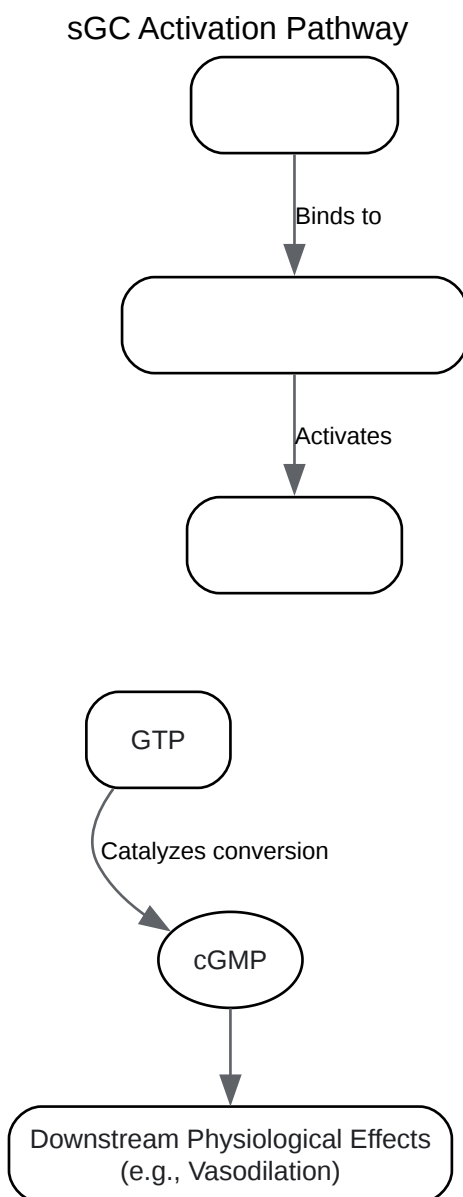 sGC Activation Pathway
Binds to
Activates
GTP
Catalyzes conversion
cGMP
Downstream Physiological Effects
(e.g., Vasodilation)